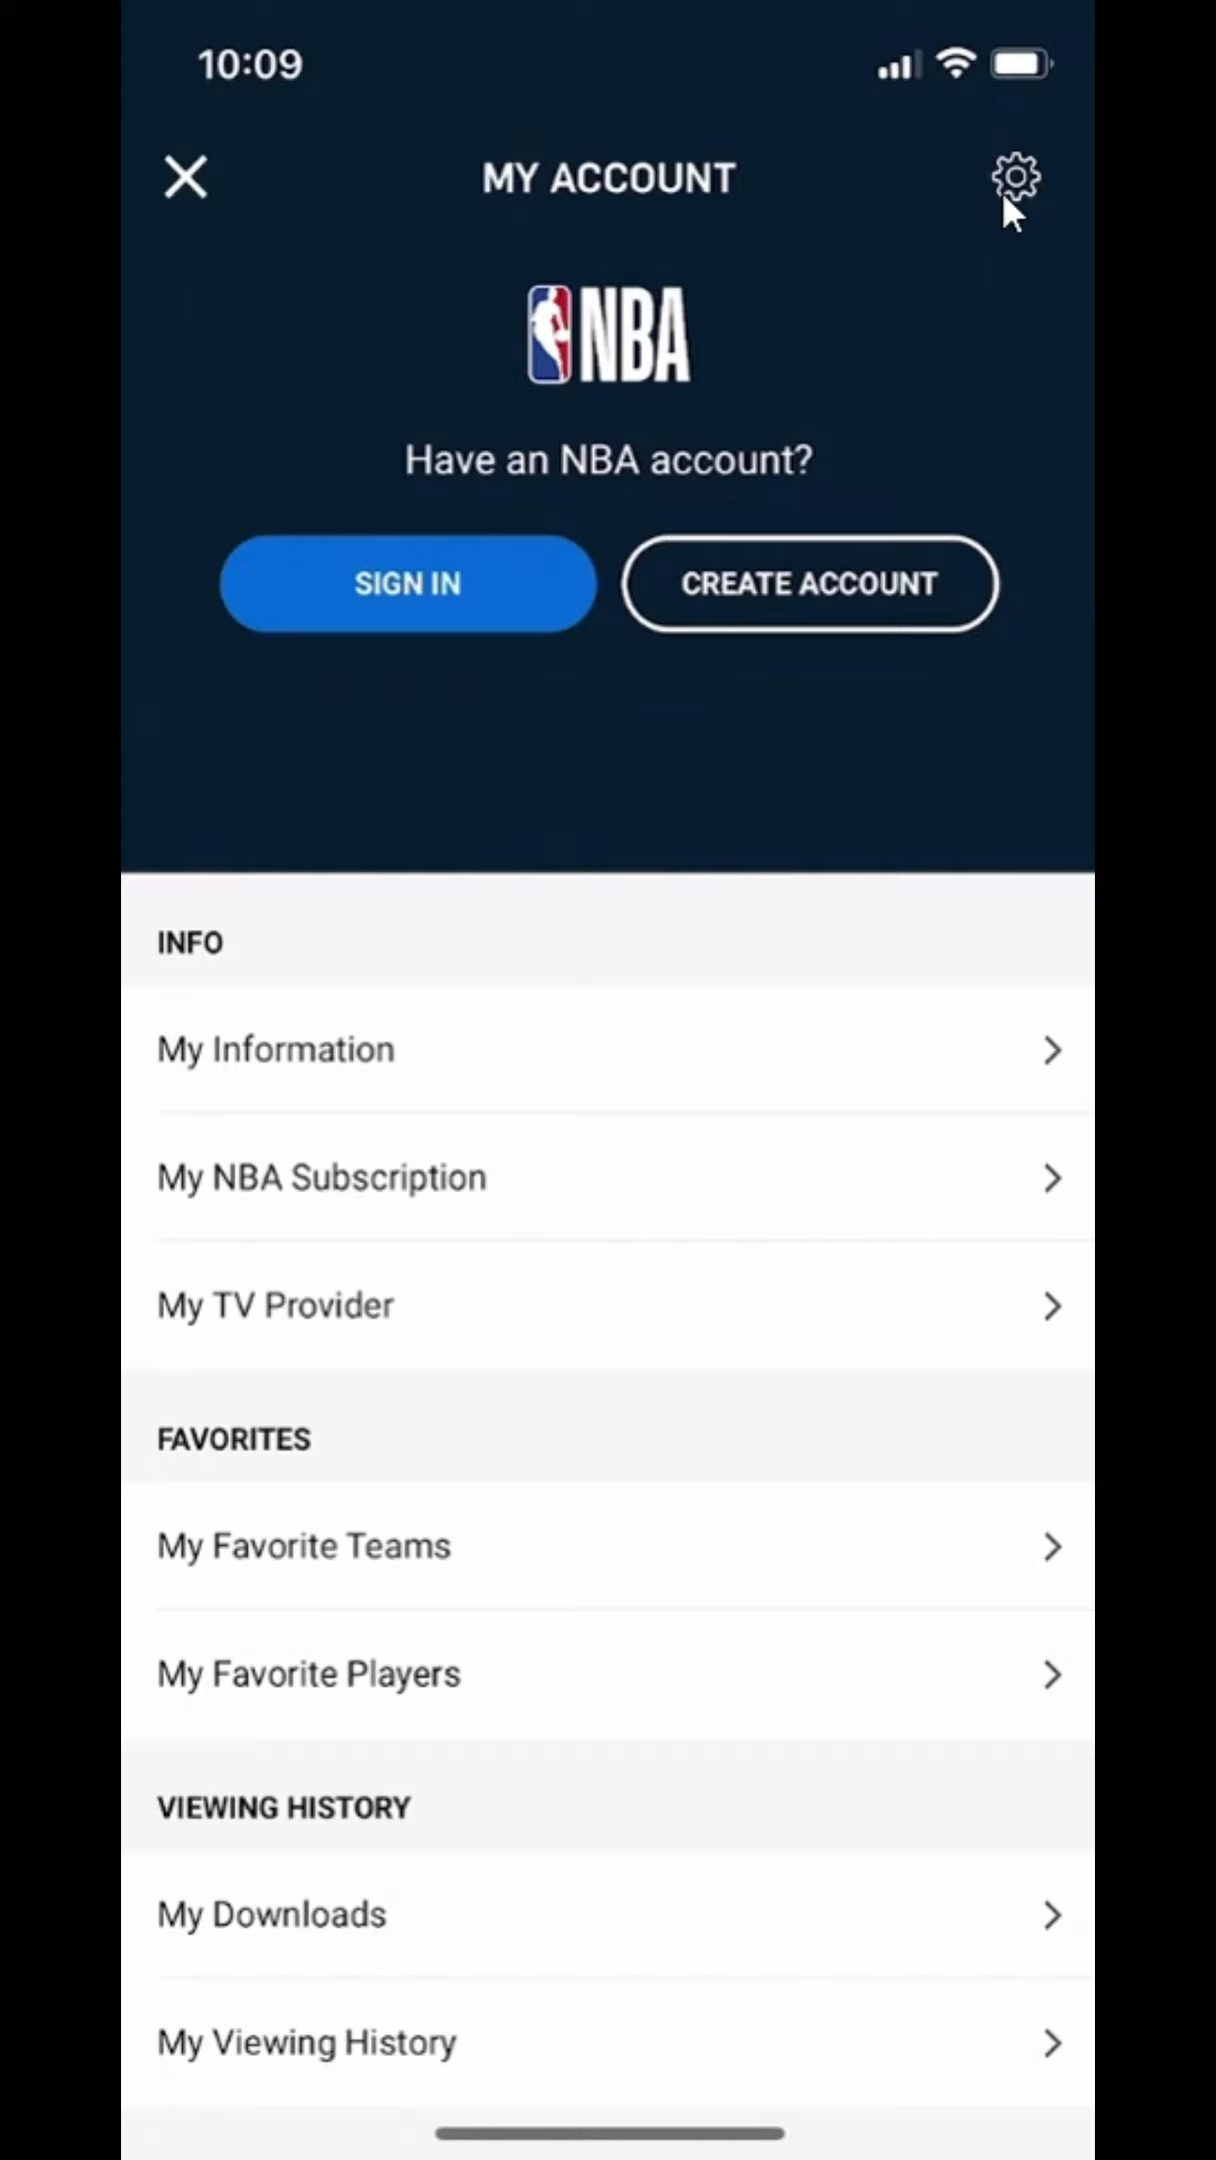 10:09
MY ACCOUNT
NBA
Have an NBA account?
SIGN IN
CREATE ACCOUNT
INFO
My Information
My NBA Subscription
My TV Provider
FAVORITES
My Favorite Teams
My Favorite Players
VIEWING HISTORY
My Downloads
My Viewing History